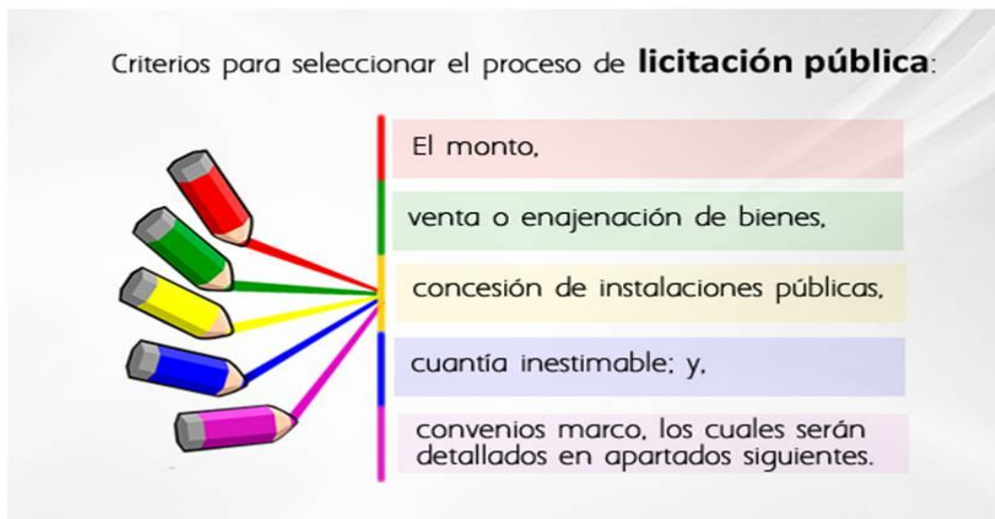 Criterios para seleccionar el proceso de licitación pública:
El monto,
venta o enajenación de bienes,
concesión de instalaciones públicas,
cuantía inestimable; y,
convenios marco, los cuales serán
detallados en apartados siguientes.